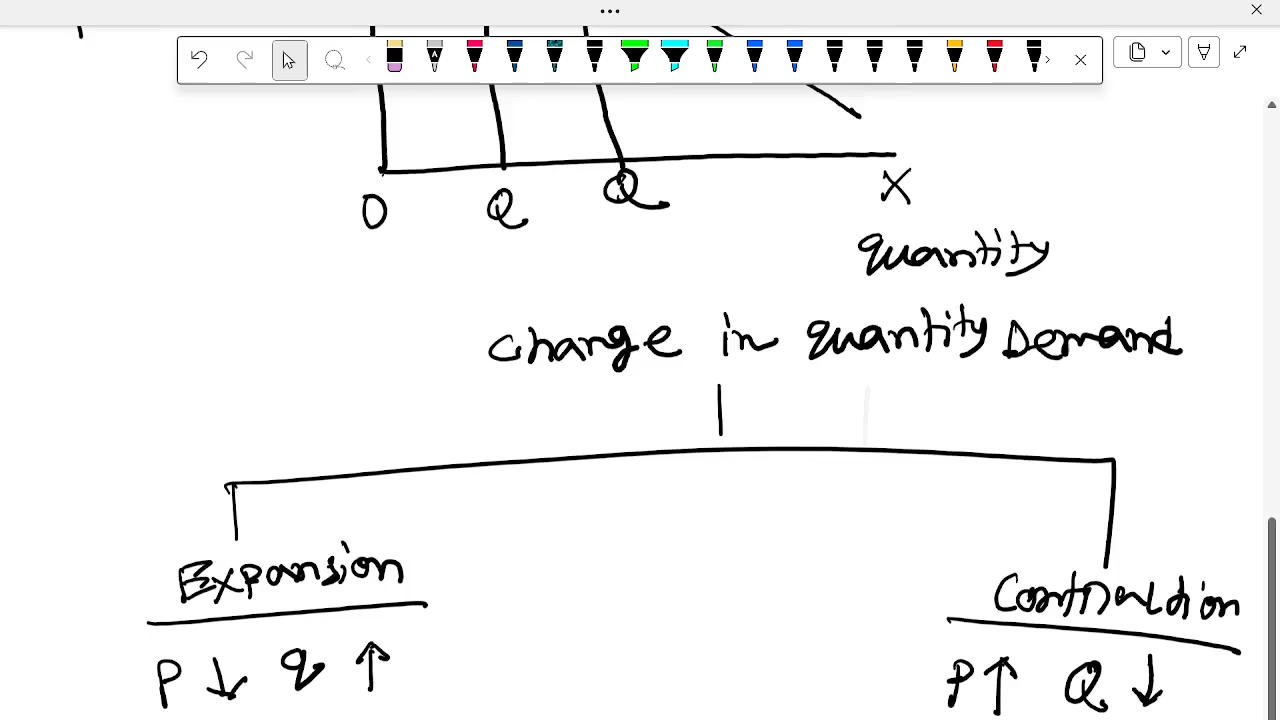 O Q Q X
quantity
change in quantity Demand
Expansion Contraction
P ↓ q ↑ P ↑ Q ↓